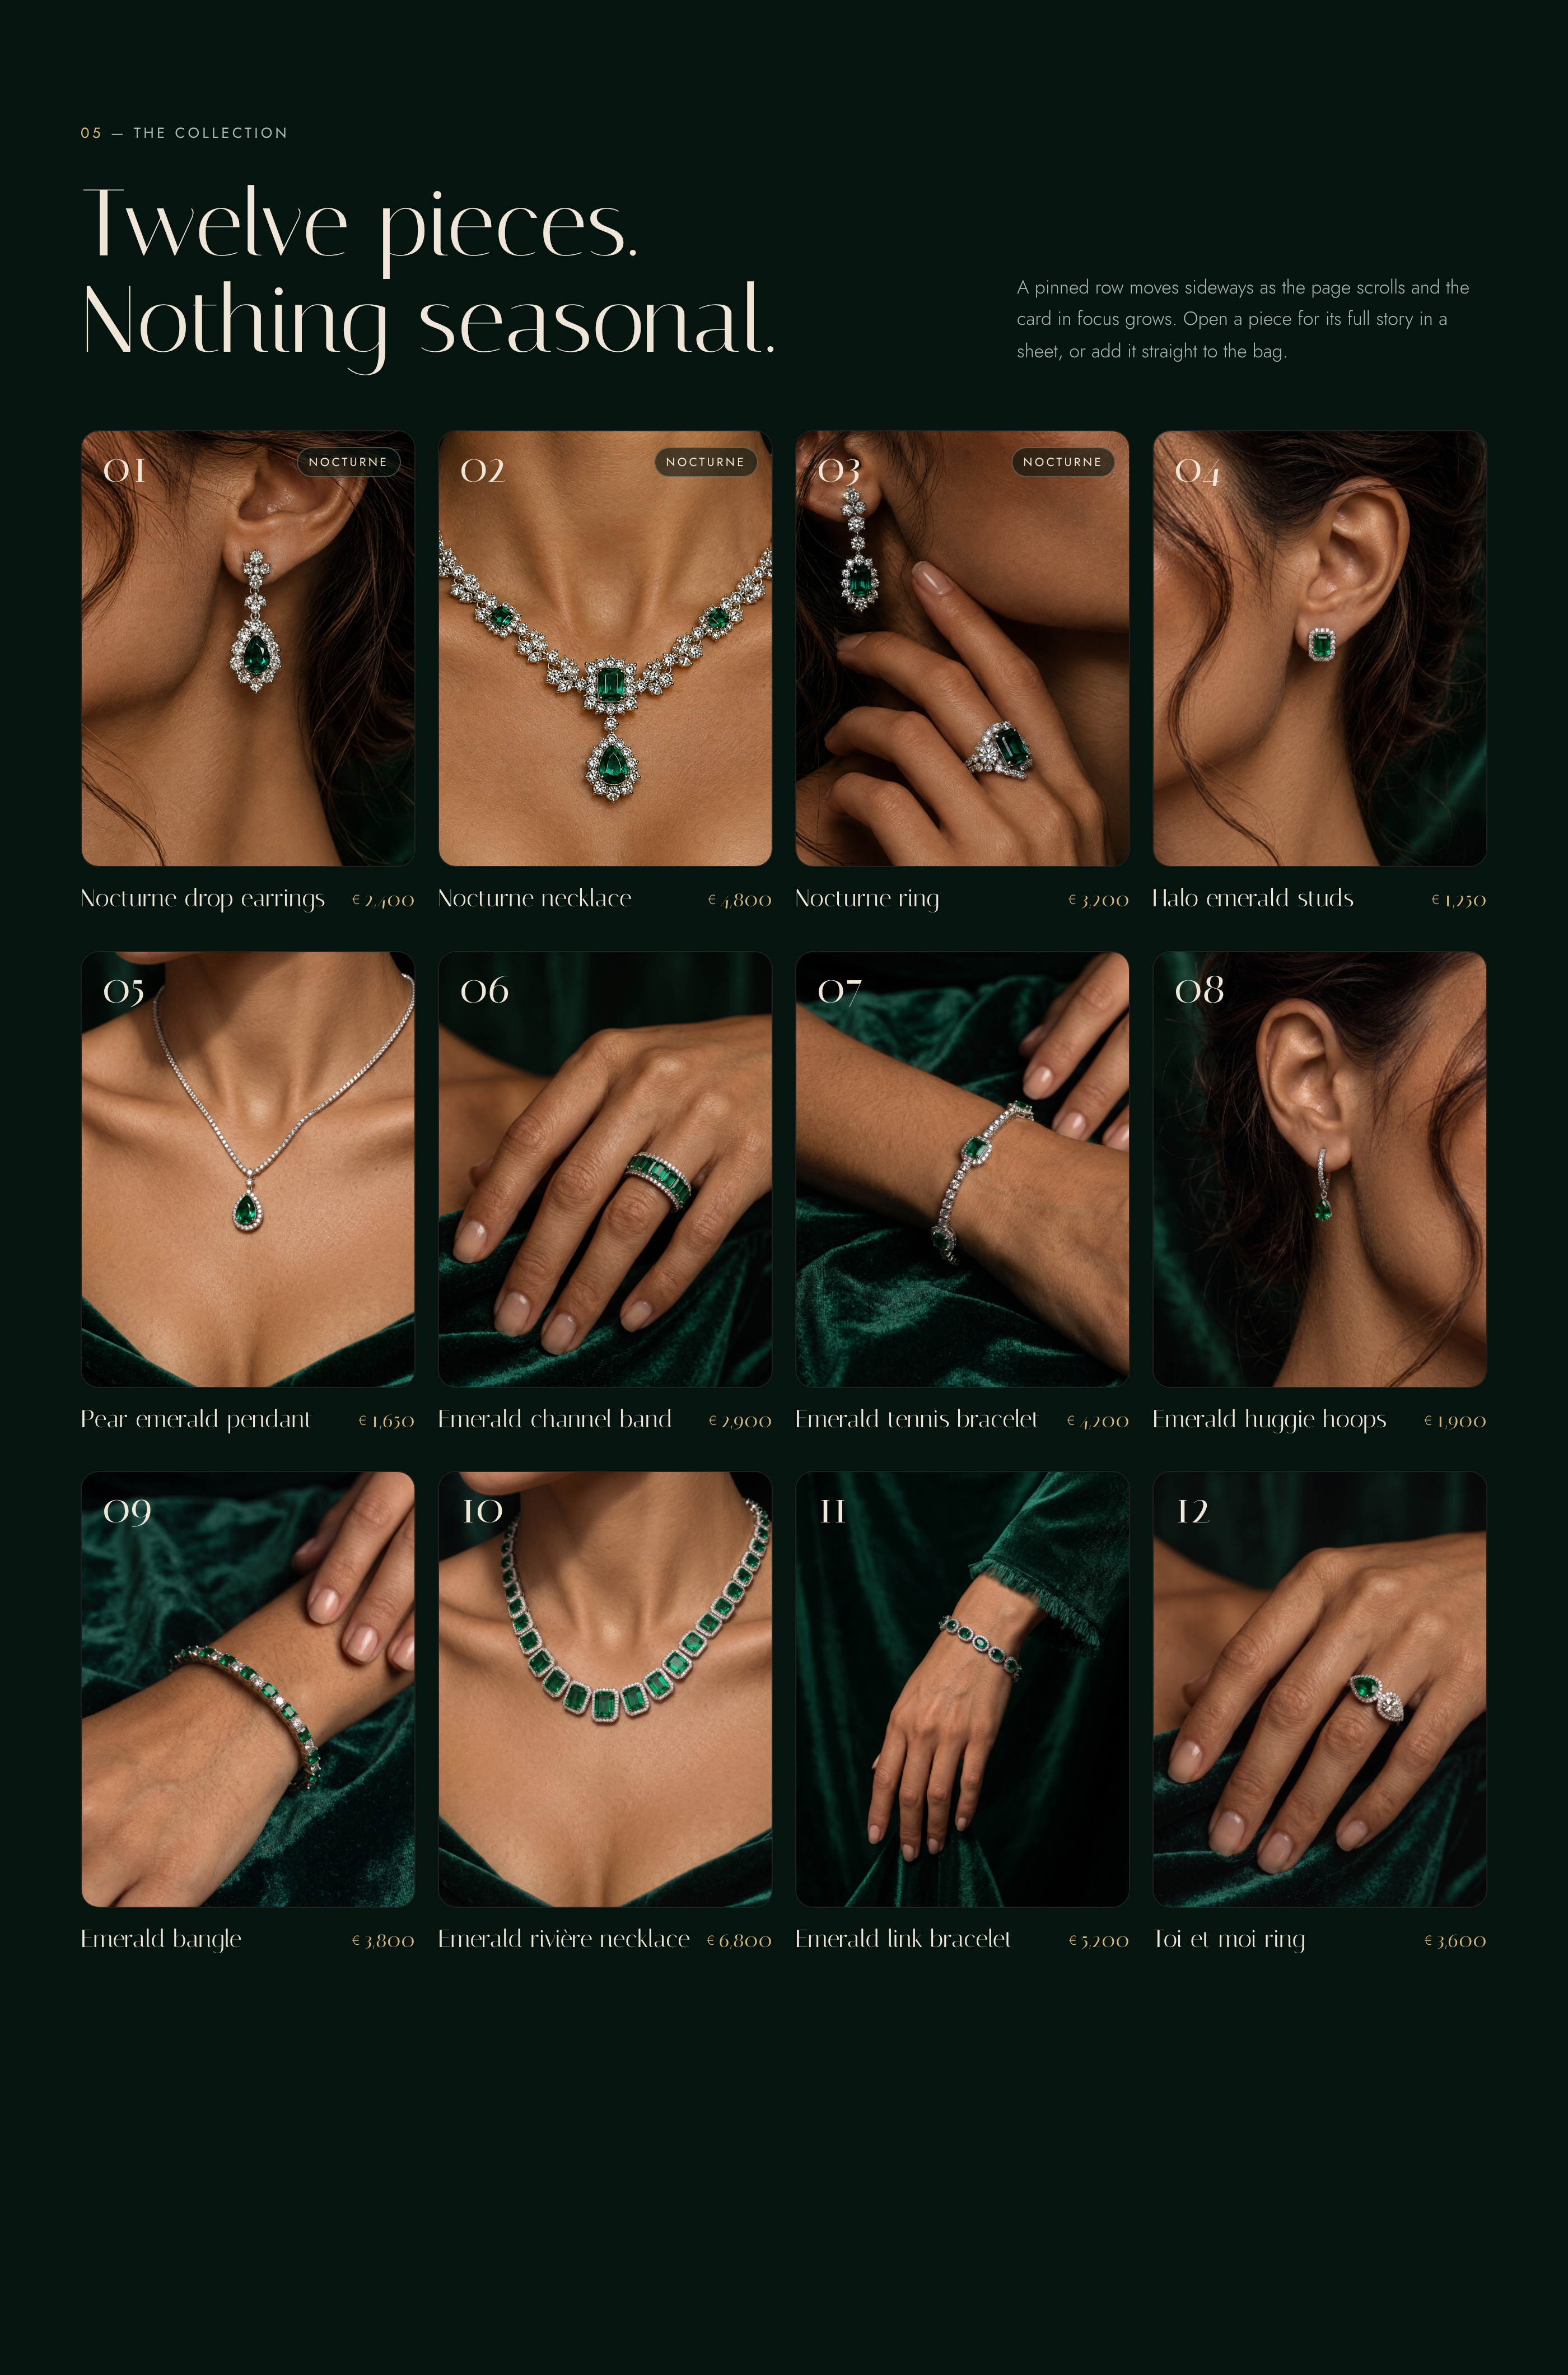 05 — THE COLLECTION
Twelve pieces.
Nothing seasonal.
A pinned row moves sideways as the page scrolls and the
card in focus grows. Open a piece for its full story in a
sheet, or add it straight to the bag.
01
NOCTURNE
02
NOCTURNE
03
NOCTURNE
04
Nocturne drop earrings € 2,400
Nocturne necklace € 4,800
Nocturne ring € 3,200
Halo emerald studs € 1,250
05
06
07
08
Pear emerald pendant € 1,650
Emerald channel band € 2,900
Emerald tennis bracelet € 4,200
Emerald huggie hoops € 1,900
09
10
11
12
Emerald bangle € 3,800
Emerald rivière necklace € 6,800
Emerald link bracelet € 5,200
Toi et moi ring € 3,600